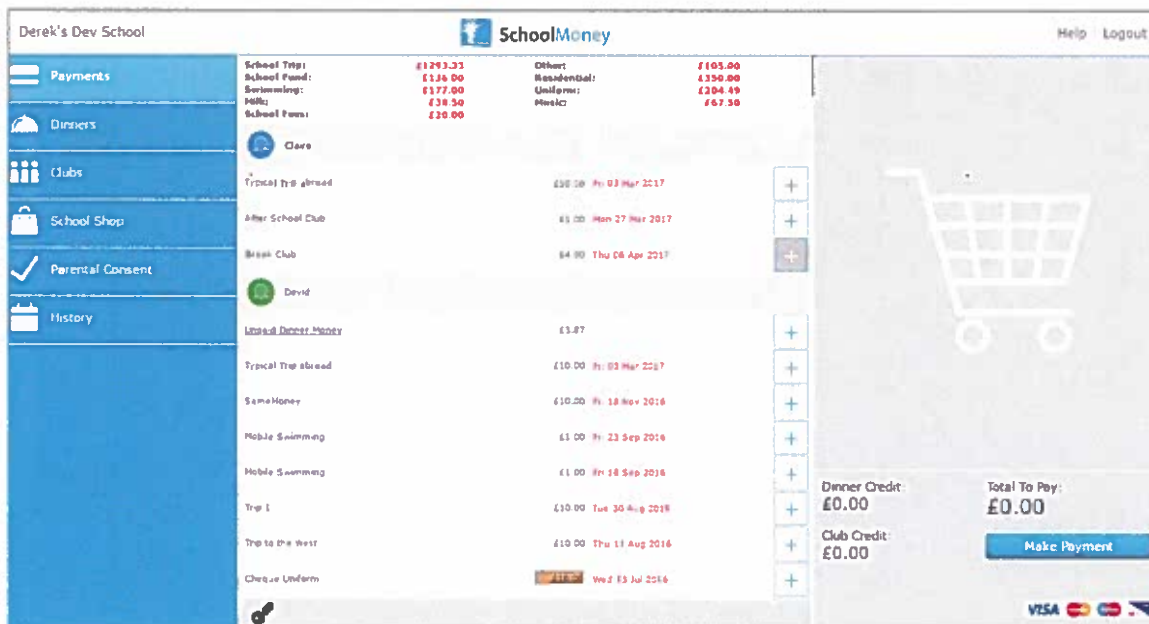 Derek's Dev School
SchoolMoney
Help Logout
Payments
Dinners
Clubs
School Shop
Parental Consent
History
School Trip: £1293.33 Other: £105.00
School Fund: £136.00 Residential: £350.00
Swimming: £177.00 Uniform: £204.49
Milk: £38.50 Music: £67.50
School Fees: £20.00
Claire
Typical Trip abroad Fri 03 Mar 2017
After School Club £5.00 Mon 27 Mar 2017
Break Club £4.00 Thu 06 Apr 2017
David
Unpaid Dinner Money £3.87
Typical Trip abroad £10.00 Fri 03 Mar 2017
SameMoney £10.00 Fri 18 Nov 2016
Mobile Swimming £1.00 Fri 23 Sep 2016
Mobile Swimming £1.00 Fri 16 Sep 2016
Trip 1 £10.00 Tue 30 Aug 2016
Trip to the West £10.00 Thu 11 Aug 2016
Cheque Uniform Wed 13 Jul 2016
Dinner Credit: £0.00
Total To Pay: £0.00
Club Credit: £0.00
Make Payment
VISA